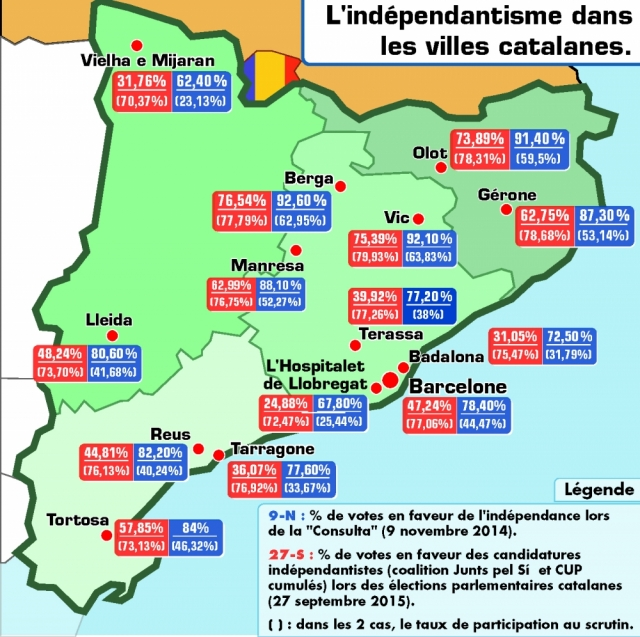 L'indépendantisme dans
les villes catalanes.
Vielha e Mijaran
31,76% 62,40%
(70,37%) (23,13%)
Olot
73,89% 91,40%
(78,31%) (59,5%)
Berga
76,54% 92,60%
(77,79%) (62,95%)
Gérone
62,75% 87,30%
(78,68%) (53,14%)
Vic
75,39% 92,10%
(79,93%) (63,83%)
Manresa
62,99% 88,10%
(76,75%) (52,27%)
39,92% 77,20%
(77,26%) (38%)
Terassa
Lleida
48,24% 80,60%
(73,70%) (41,68%)
Badalona
31,05% 72,50%
(75,47%) (31,79%)
L'Hospitalet
de Llobregat
24,88% 67,80%
(72,47%) (25,44%)
Barcelone
47,24% 78,40%
(77,06%) (44,47%)
Reus
44,81% 82,20%
(76,13%) (40,24%)
Tarragone
36,07% 77,60%
(76,92%) (33,67%)
Tortosa
57,85% 84%
(73,13%) (46,32%)
Légende
9-N : % de votes en faveur de l'indépendance lors
de la "Consulta" (9 novembre 2014).
27-S : % de votes en faveur des candidatures
indépendantistes (coalition Junts pel Sí et CUP
cumulés) lors des élections parlementaires catalanes
(27 septembre 2015).
( ) : dans les 2 cas, le taux de participation au scrutin.